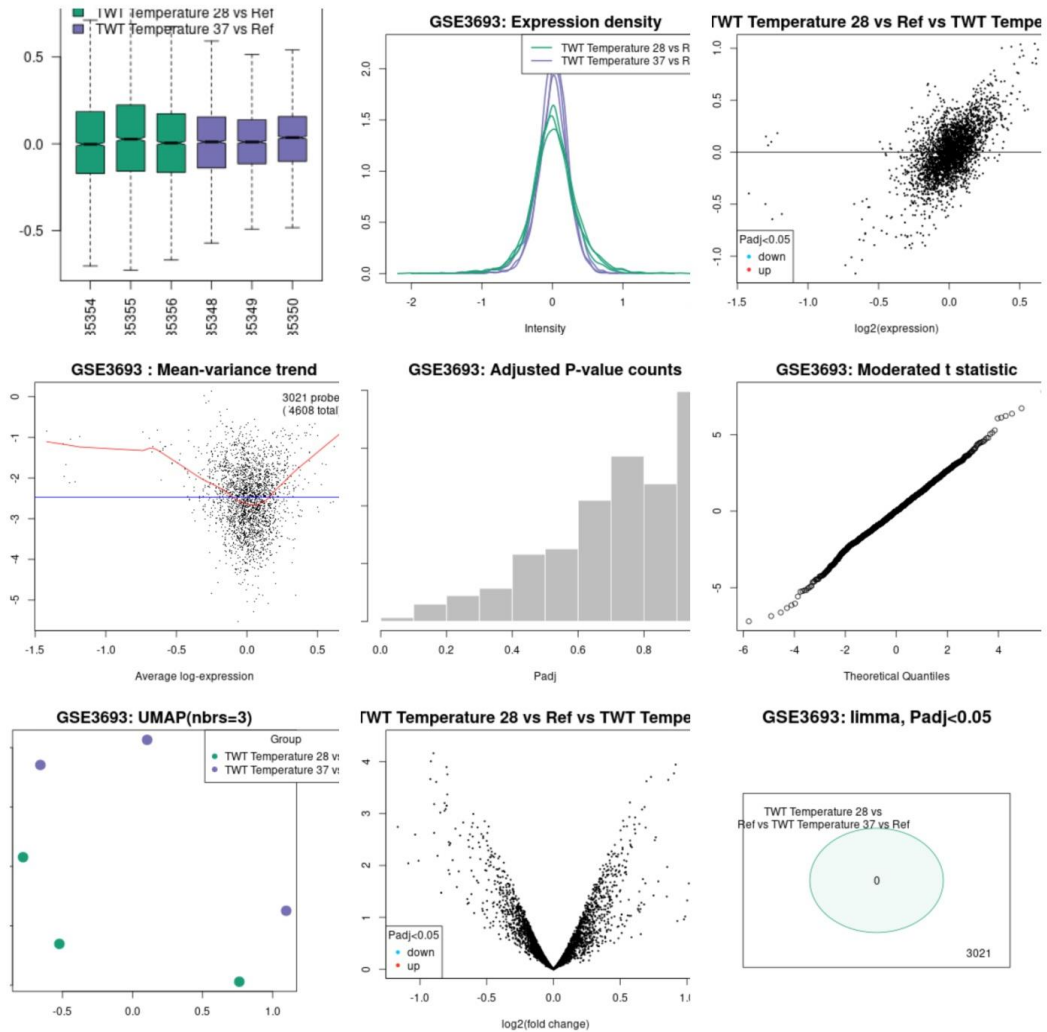 TWT Temperature 28 vs Ref
TWT Temperature 37 vs Ref
0.5
0.0
-0.5
35354
35355
35356
35348
35349
35350
GSE3693: Expression density
TWT Temperature 28 vs R
TWT Temperature 37 vs R
2.0
1.5
1.0
0.5
0.0
-2
-1
0
1
Intensity
TWT Temperature 28 vs Ref vs TWT Tempe
1.0
0.5
0.0
-0.5
-1.0
Padj<0.05
down
up
-1.5
-1.0
-0.5
0.0
0.5
log2(expression)
GSE3693 : Mean-variance trend
3021 probe
( 4608 total
0
-1
-2
-3
-4
-5
-1.5
-1.0
-0.5
0.0
0.5
Average log-expression
GSE3693: Adjusted P-value counts
0.0
0.2
0.4
0.6
0.8
Padj
GSE3693: Moderated t statistic
5
0
-5
-6
-4
-2
0
2
4
Theoretical Quantiles
GSE3693: UMAP(nbrs=3)
Group
TWT Temperature 28 vs
TWT Temperature 37 vs
-0.5
0.0
0.5
1.0
TWT Temperature 28 vs Ref vs TWT Tempe
4
3
2
1
0
Padj<0.05
down
up
-1.0
-0.5
0.0
0.5
1.0
log2(fold change)
GSE3693: limma, Padj<0.05
TWT Temperature 28 vs
Ref vs TWT Temperature 37 vs Ref
0
3021